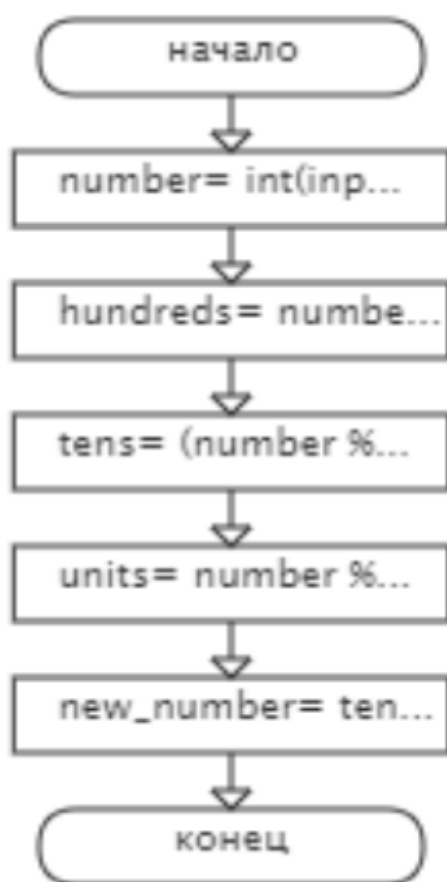 начало
number= int(inp...
hundreds= numbe...
tens= (number %...
units= number %...
new_number= ten...
конец